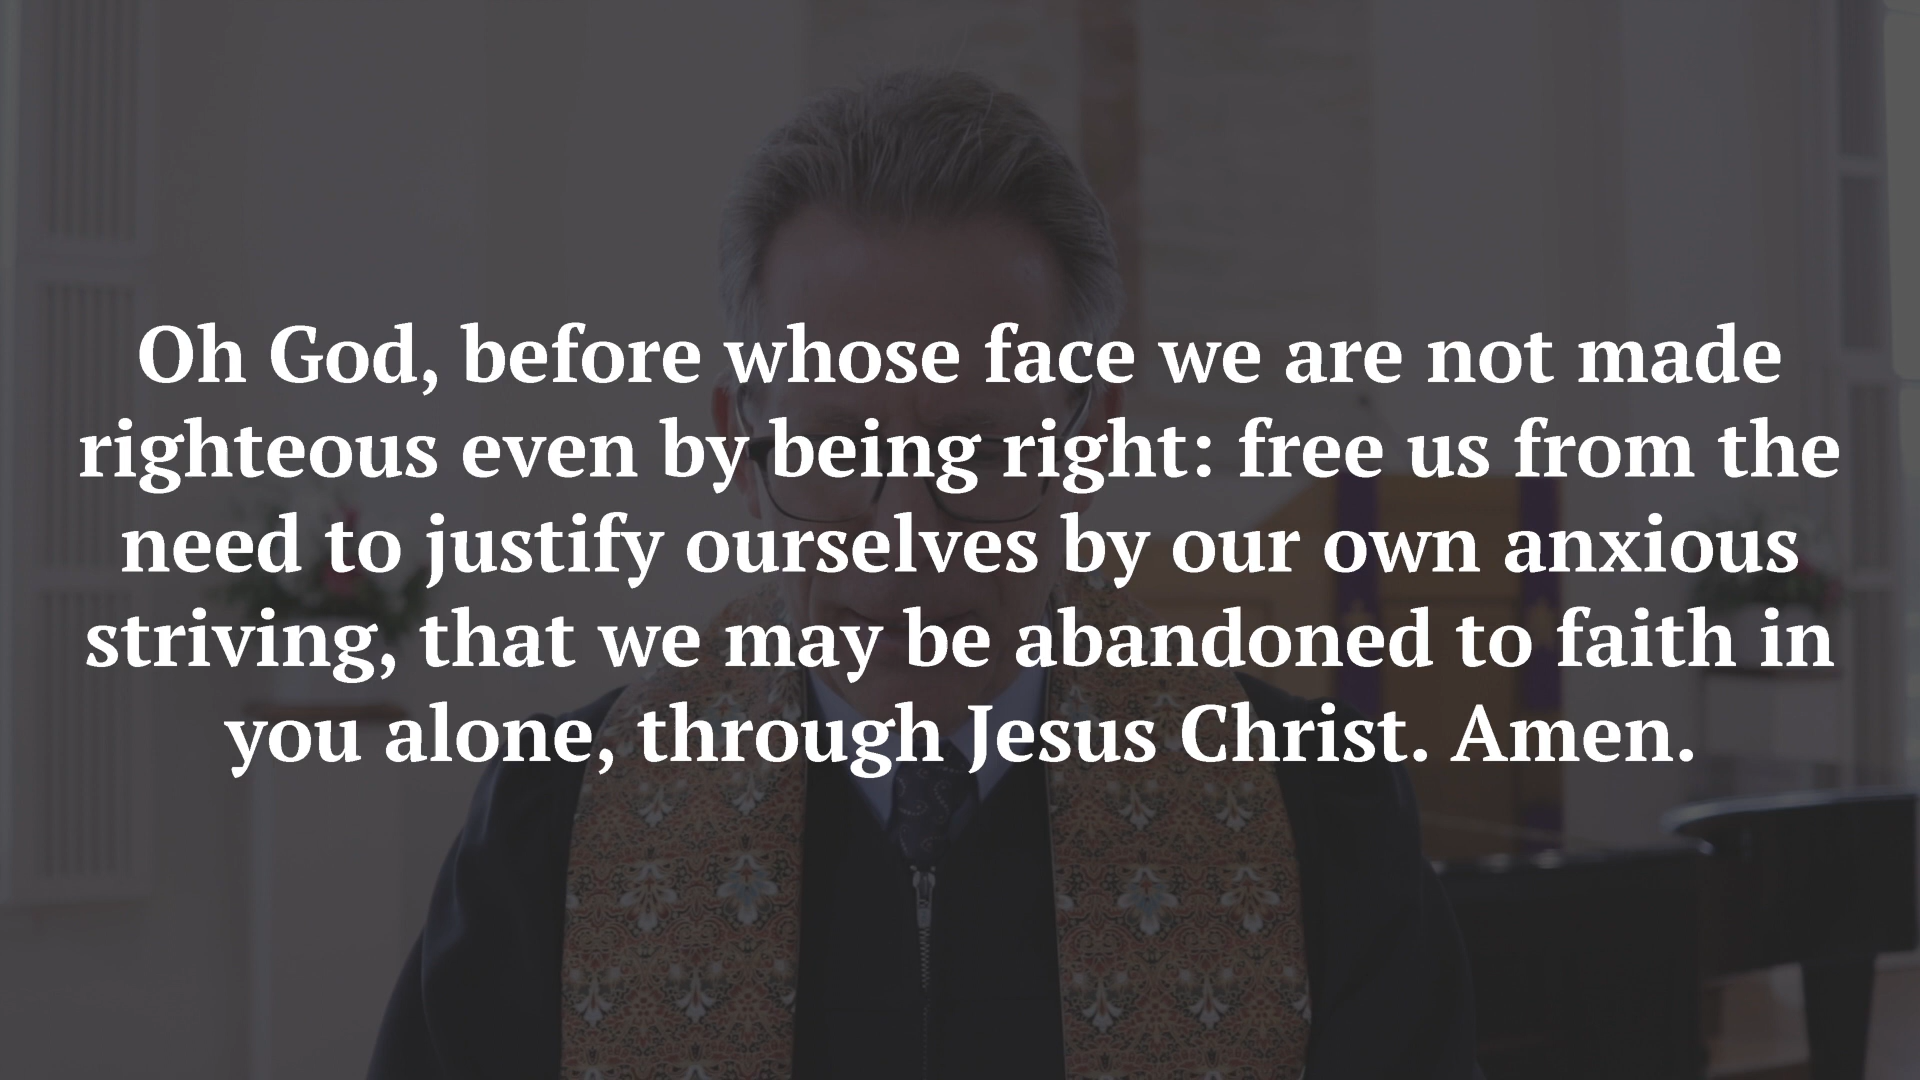 Oh God, before whose face we are not made
righteous even by being right: free us from the
need to justify ourselves by our own anxious
striving, that we may be abandoned to faith in
you alone, through Jesus Christ. Amen.